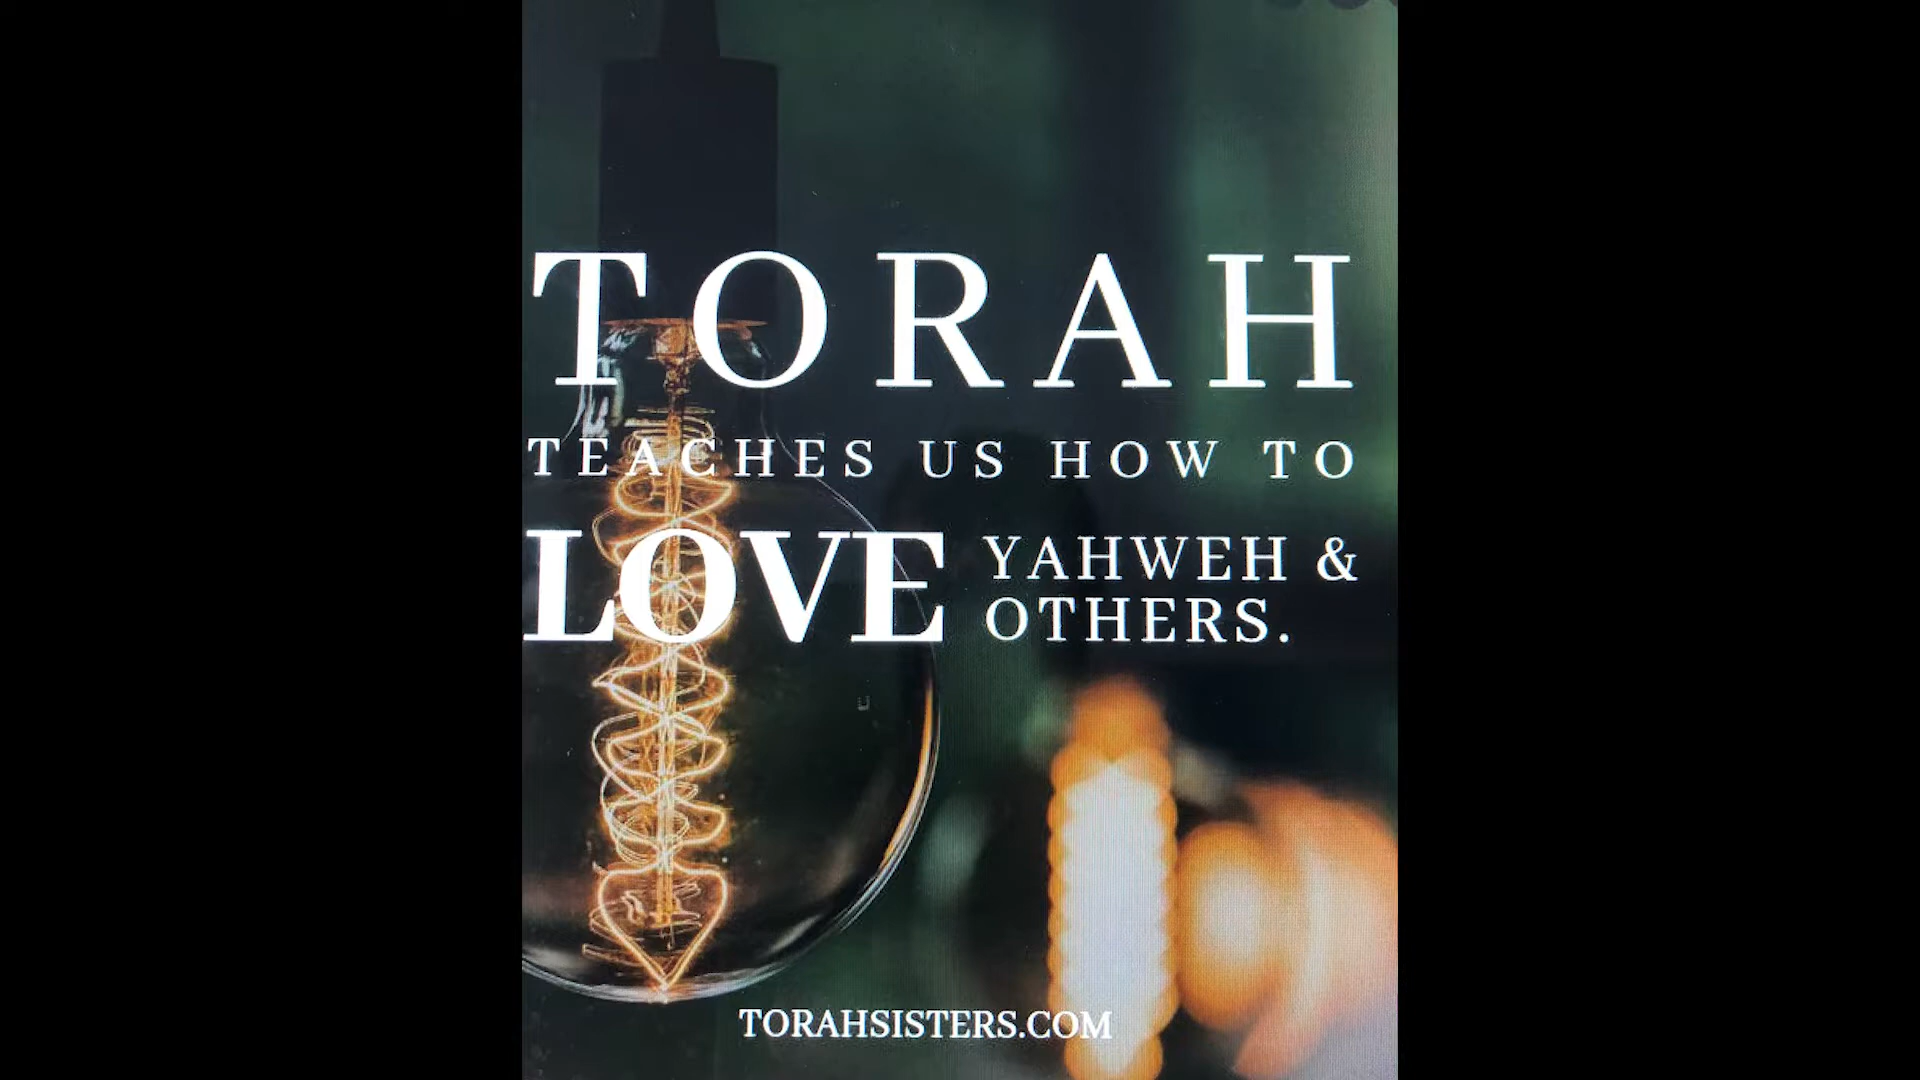 TORAH
TEACHES US HOW TO
LOVE YAHWEH &
OTHERS.
TORAHSISTERS.COM